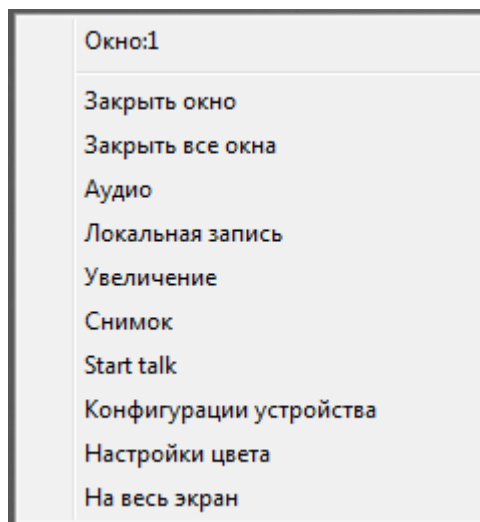 Окно:1
Закрыть окно
Закрыть все окна
Аудио
Локальная запись
Увеличение
Снимок
Start talk
Конфигурации устройства
Настройки цвета
На весь экран